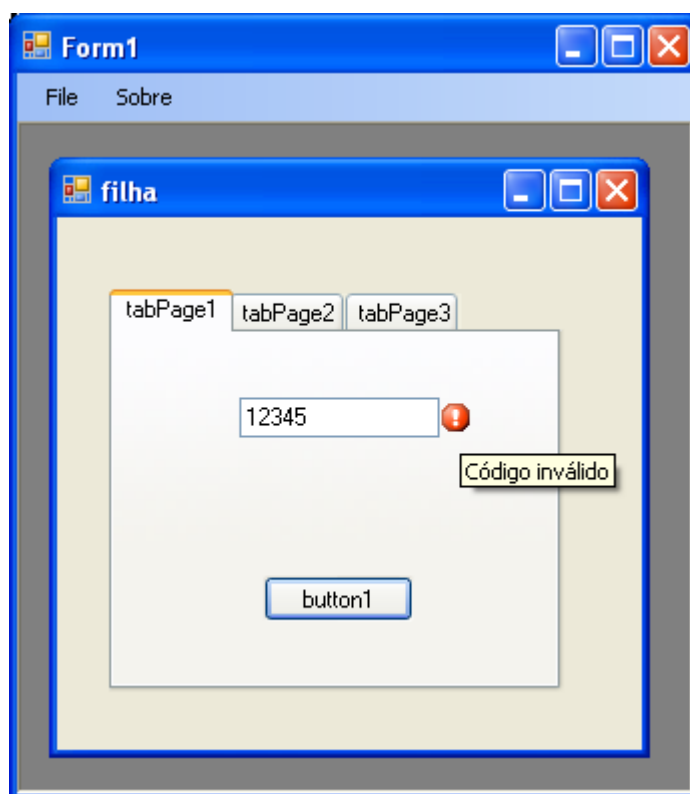 Form1
File Sobre
filha
tabPage1 tabPage2 tabPage3
12345
Código inválido
button1